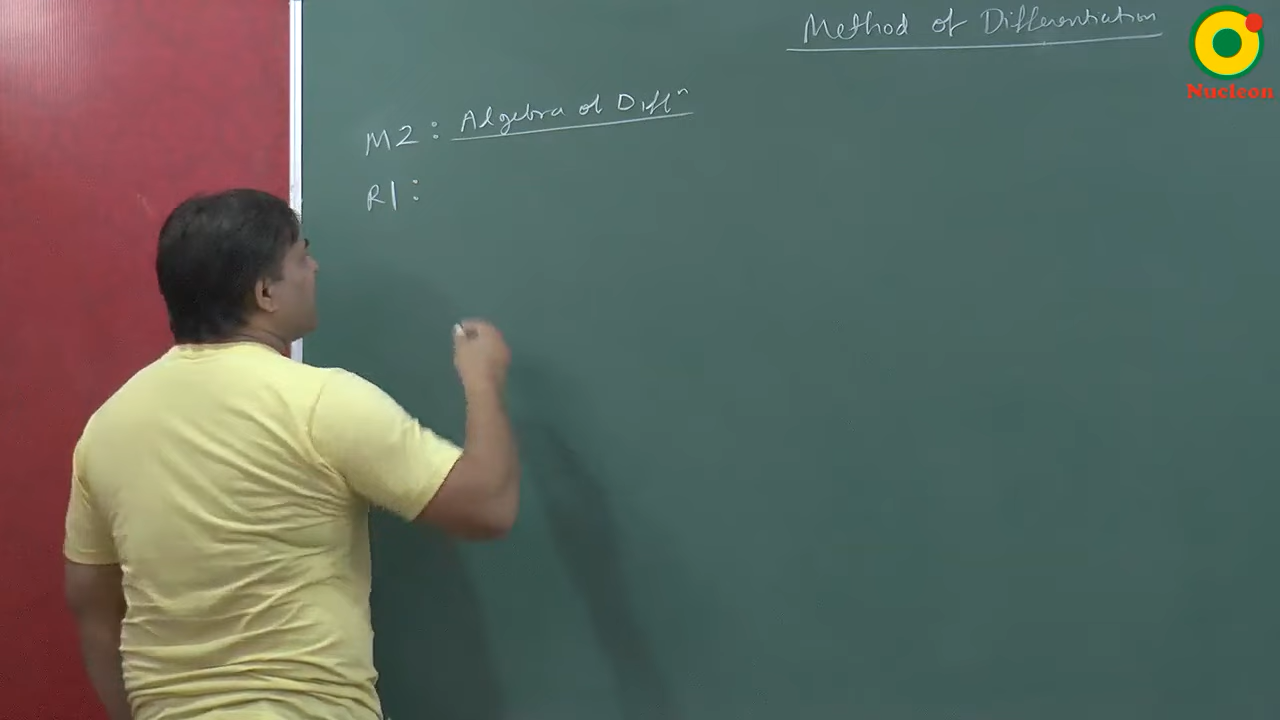 Method of Differentiation
Nucleon
M2 : Algebra of Diffⁿ
R1 :